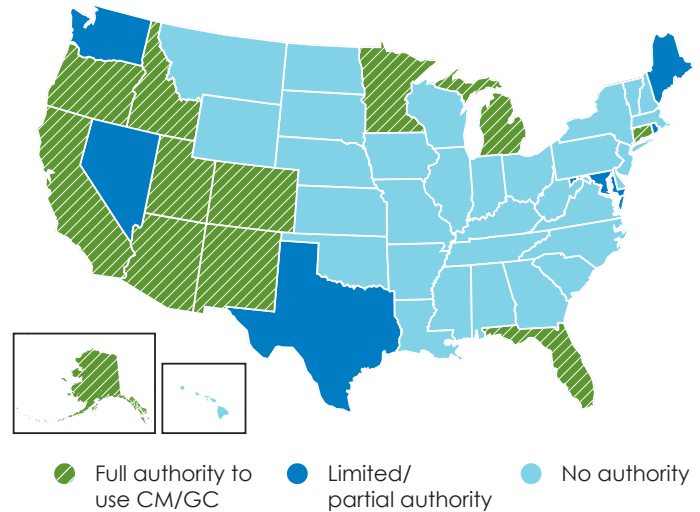 Full authority to
use CM/GC
Limited/
partial authority
No authority